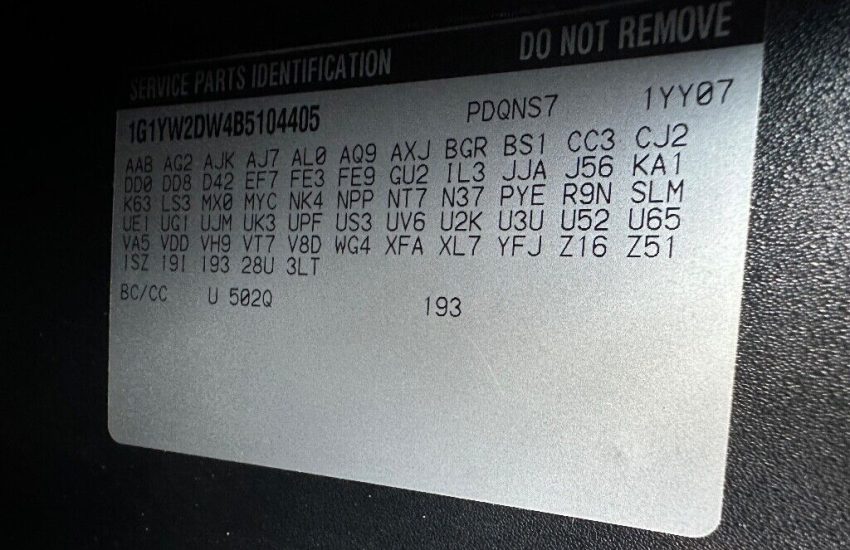 SERVICE PARTS IDENTIFICATION DO NOT REMOVE
1G1YW2DW4B5104405 PDQNS7 1YY07
AAB AG2 AJK AJ7 AL0 AQ9 AXJ BGR BS1 CC3 CJ2
DD0 DD8 D42 EF7 FE3 FE9 GU2 IL3 JJA J56 KA1
K63 LS3 MX0 MYC NK4 NPP NT7 N37 PYE R9N SLM
UE1 UG1 UJM UK3 UPF US3 UV6 U2K U3U U52 U65
VA5 VDD VH9 VT7 V8D WG4 XFA XL7 YFJ Z16 Z51
1SZ 19I 193 28U 3LT
BC/CC U 502Q 193